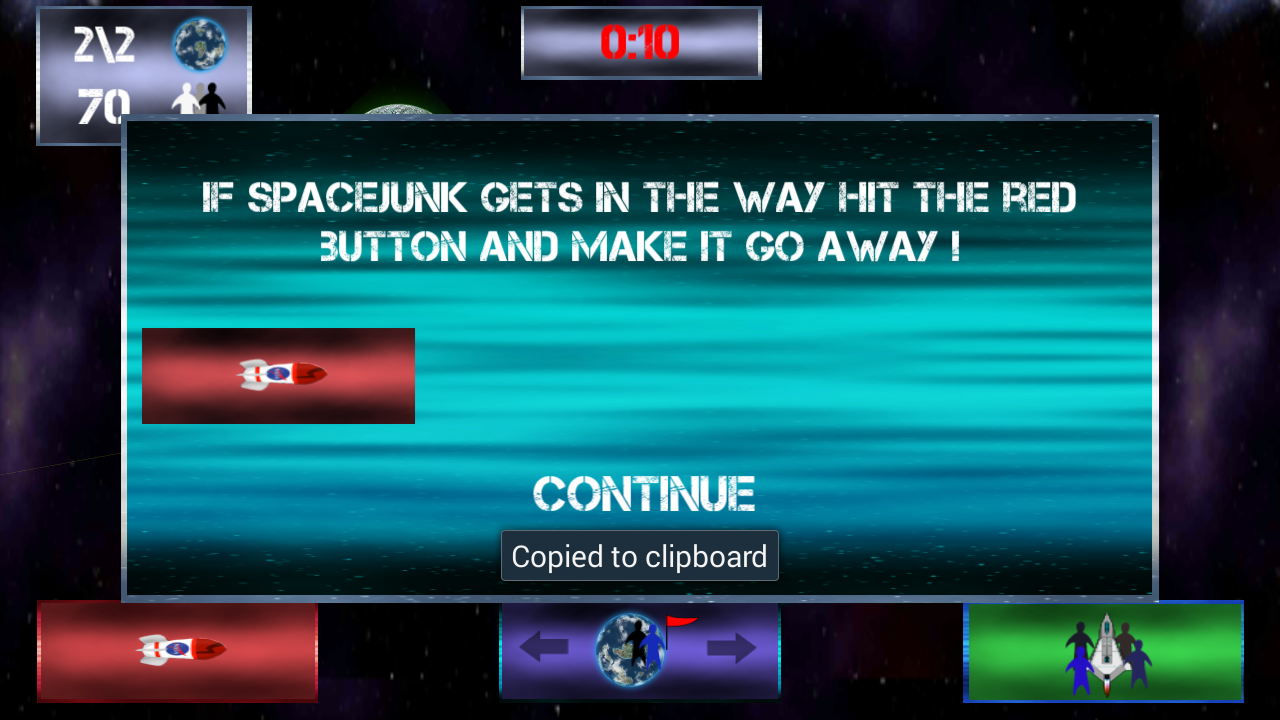 2\2
70
0:10
IF SPACEJUNK GETS IN THE WAY HIT THE RED
BUTTON AND MAKE IT GO AWAY !
CONTINUE
Copied to clipboard